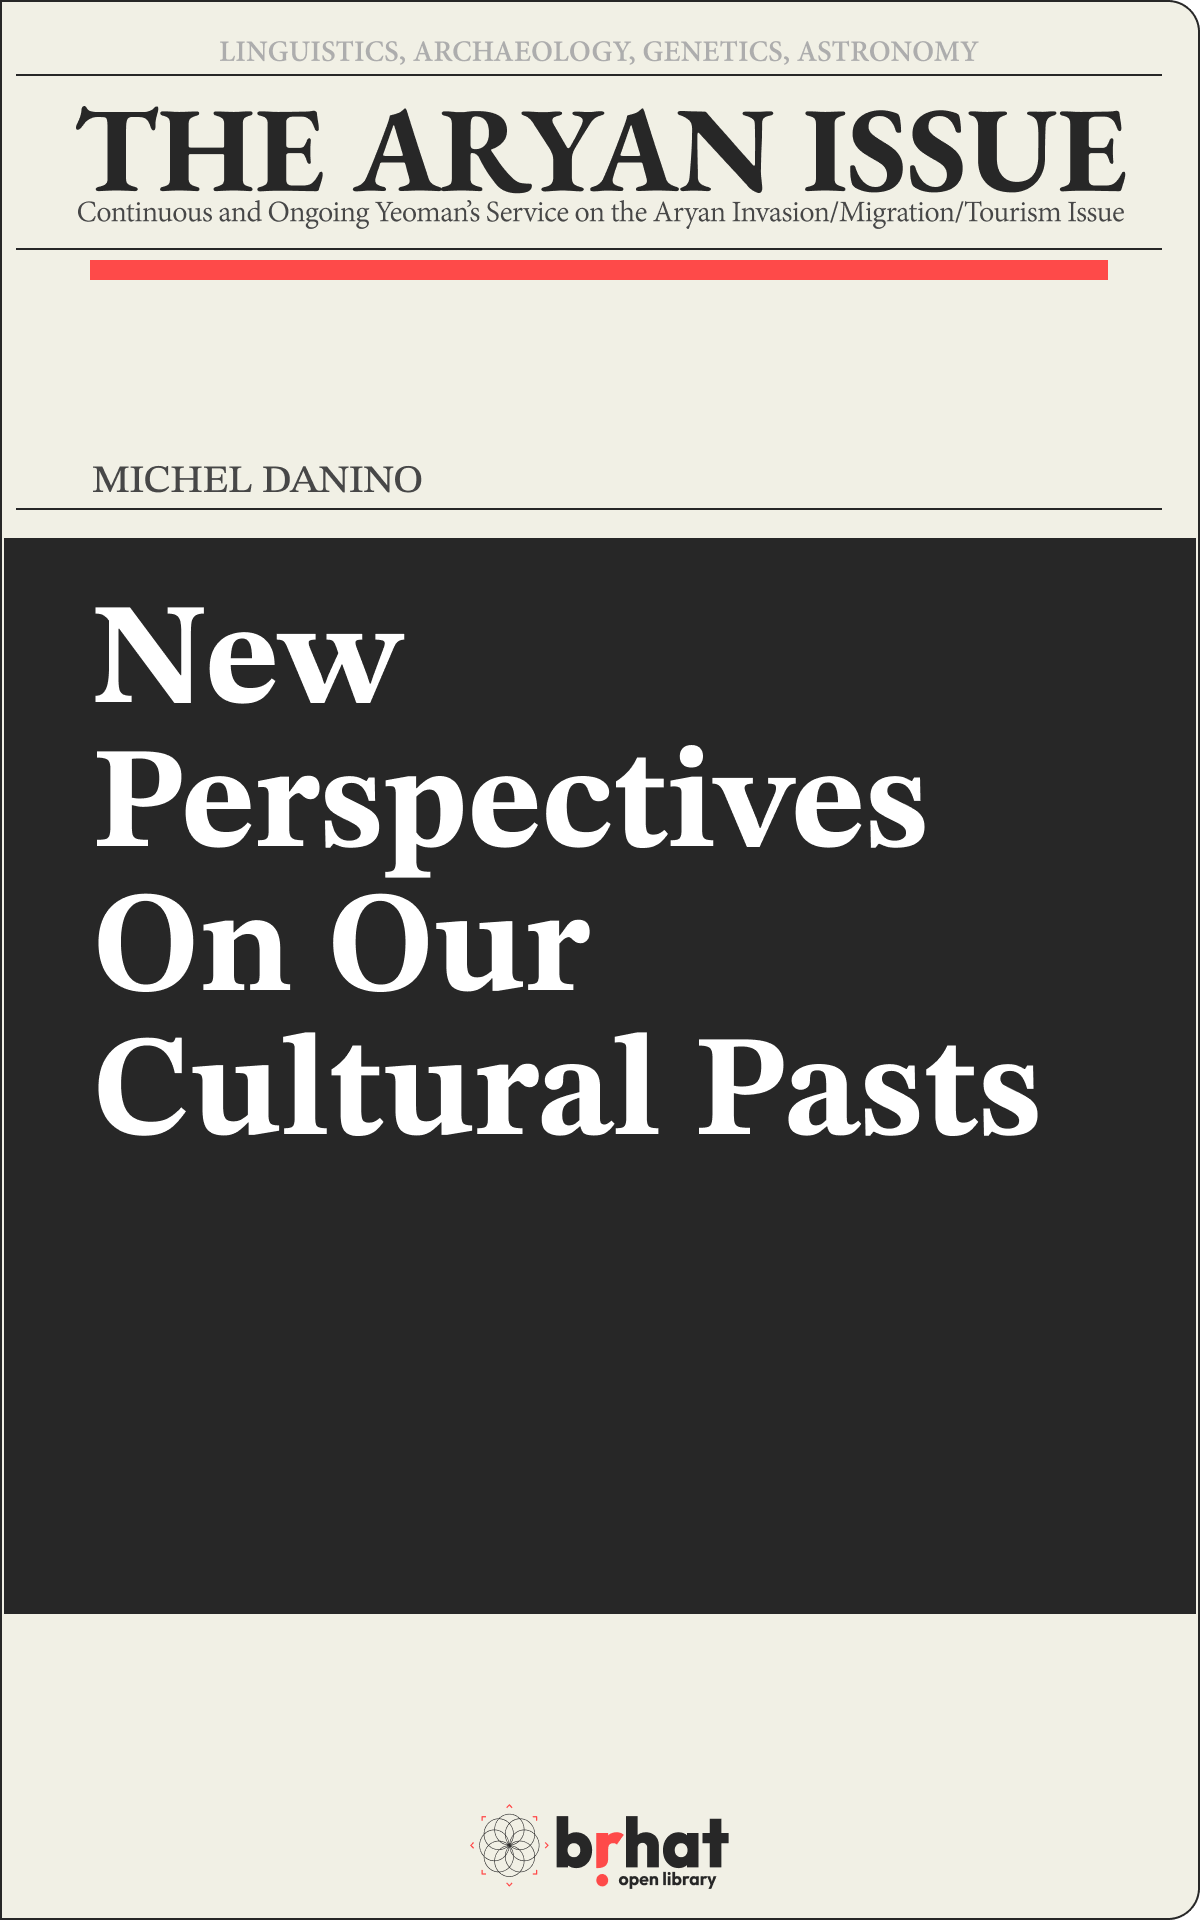 LINGUISTICS, ARCHAEOLOGY, GENETICS, ASTRONOMY
THE ARYAN ISSUE
Continuous and Ongoing Yeoman’s Service on the Aryan Invasion/Migration/Tourism Issue
MICHEL DANINO
New
Perspectives
On Our
Cultural Pasts
bṛhat
open library